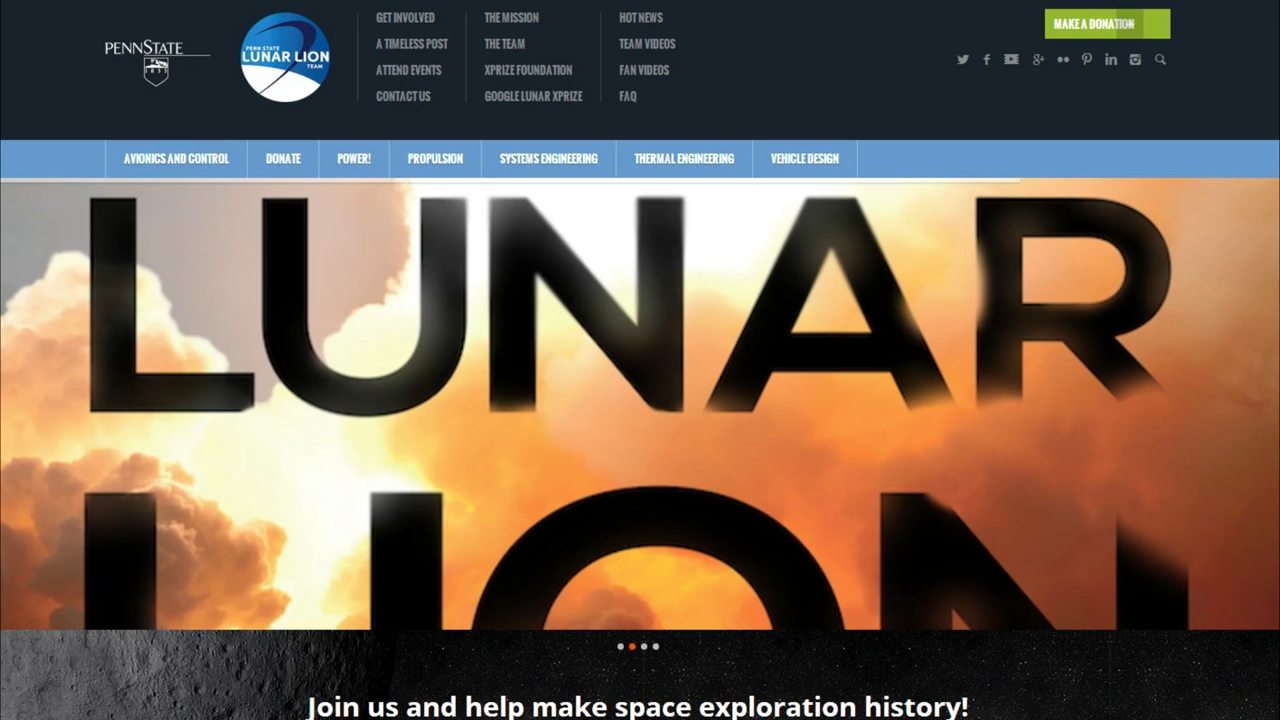 PENNSTATE
1855
PENN STATE
LUNAR LION
TEAM
GET INVOLVED
A TIMELESS POST
ATTEND EVENTS
CONTACT US
THE MISSION
THE TEAM
XPRIZE FOUNDATION
GOOGLE LUNAR XPRIZE
HOT NEWS
TEAM VIDEOS
FAN VIDEOS
FAQ
MAKE A DONATION
AVIONICS AND CONTROL DONATE POWER! PROPULSION SYSTEMS ENGINEERING THERMAL ENGINEERING VEHICLE DESIGN
LUNAR
LION
Join us and help make space exploration history!